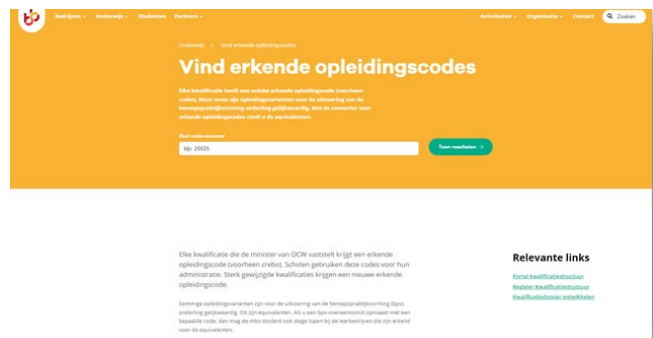 Bedrijven Onderwijs Studenten Partners Activiteiten Organisatie Contact Zoeken
Onderwijs / Vind erkende opleidingscodes
Vind erkende opleidingscodes
Elke kwalificatie heeft een unieke erkende opleidingscode (voorheen
crebo). Maar soms zijn opleidingsvarianten voor de uitvoering van de
beroepspraktijkvorming onderling gelijkwaardig. Met de converter voor
erkende opleidingscodes vindt u de equivalenten.
Oud crebo-nummer
bijv. 25025
Toon resultaten →
Elke kwalificatie die de minister van OCW vaststelt krijgt een erkende
opleidingscode (voorheen crebo). Scholen gebruiken deze codes voor hun
administratie. Sterk gewijzigde kwalificaties krijgen een nieuwe erkende
opleidingscode.
Relevante links
Portal Kwalificatiestructuur
Register Kwalificatiestructuur
Kwalificatiedossier ontwikkelen
Sommige opleidingsvarianten zijn voor de uitvoering van de beroepspraktijkvorming (bpv)
onderling gelijkwaardig. Dit zijn equivalenten. Als u een bpv-overeenkomst opmaakt met een
bepaalde code, dan mag de mbo-student ook stage lopen bij de leerbedrijven die zijn erkend
voor de equivalenten.